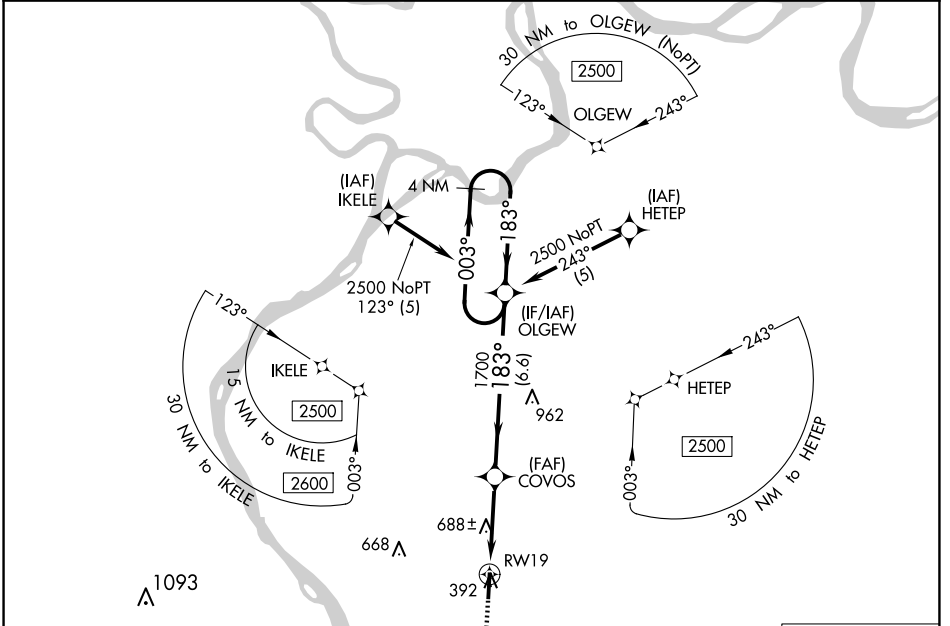 30 NM to OLGEW (NoPT)
2500
123°
243°
OLGEW
(IAF)
IKELE
4 NM
183°
003°
(IAF)
HETEP
2500 NoPT
243°
(5)
2500 NoPT
123° (5)
(IF/IAF)
OLGEW
123°
IKELE
15 NM to IKELE
2500
30 NM to IKELE
2600
003°
1700
183°
(6.6)
962
243°
HETEP
2500
003°
30 NM to HETEP
(FAF)
COVOS
688±
668
RW19
392
1093